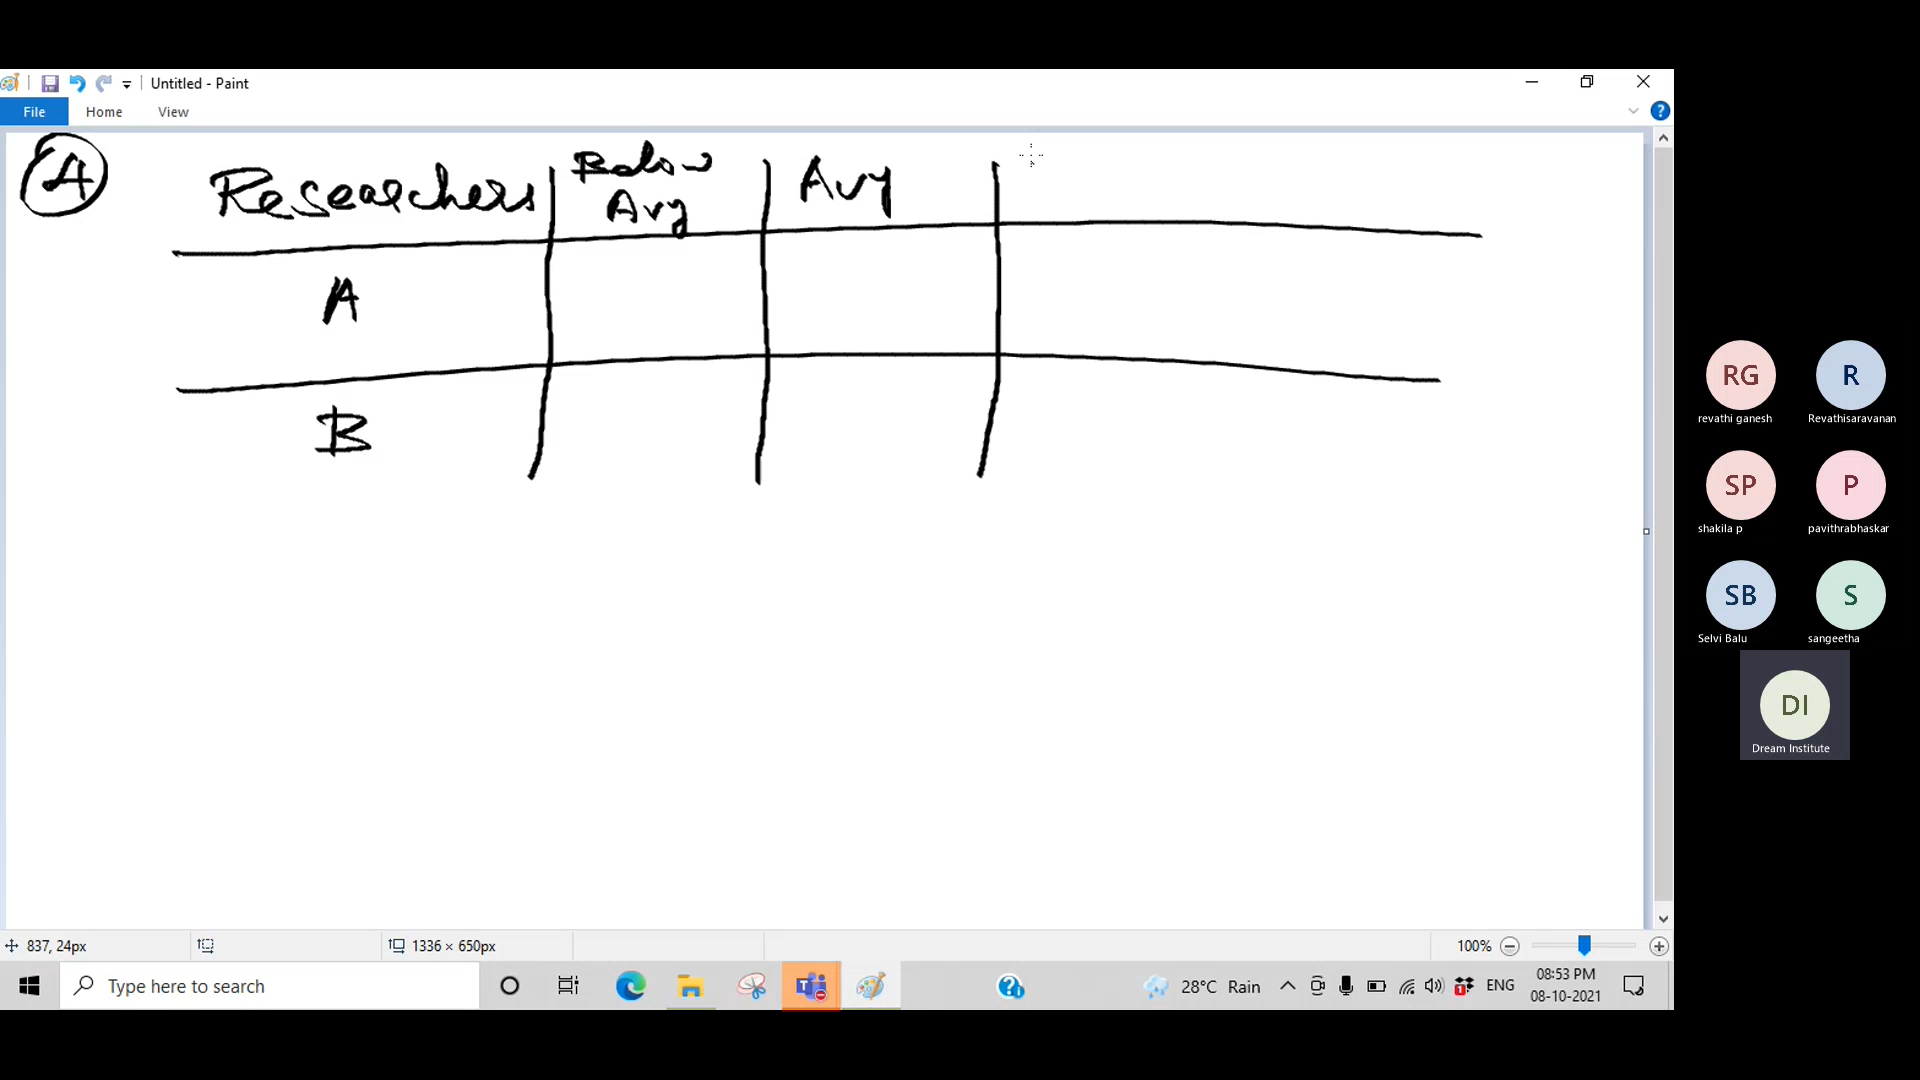 Untitled - Paint
File Home View
A
Researchers Below Avg Avg
A
B
RG R
revathi ganesh Revathisaravanan
SP P
shakila p pavithrabhaskar
SB S
Selvi Balu sangeetha
DI
Dream Institute
837, 24px 1336 × 650px 100%
Type here to search
28°C Rain ENG 08:53 PM
08-10-2021